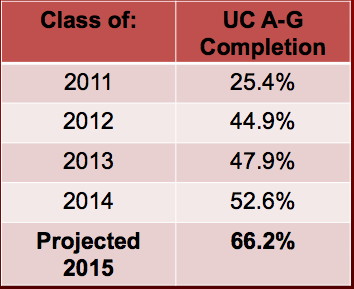 Class of: UC A-G
Completion
2011 25.4%
2012 44.9%
2013 47.9%
2014 52.6%
Projected 66.2%
2015